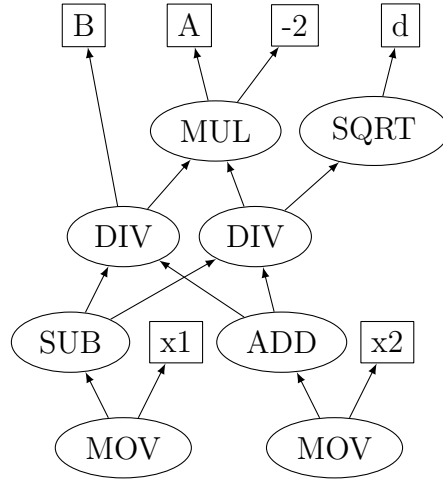 B A -2 d
MUL SQRT
DIV DIV
SUB x1 ADD x2
MOV MOV